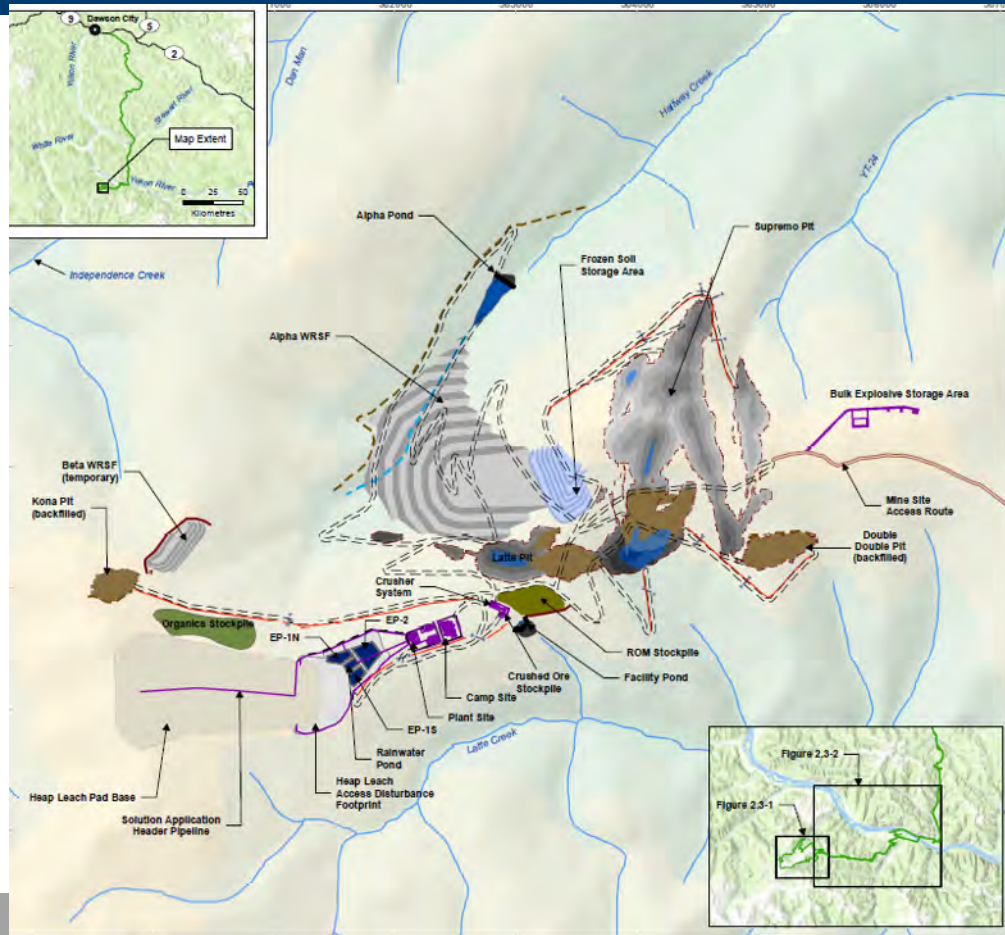 9
Dawson City
5
2
Yukon River
Stewart River
White River
Map Extent
Yukon River
0 25 50
Kilometres
Dan Man
Halfway Creek
YT-24
Independence Creek
Alpha Pond
Supremo Pit
Frozen Soil
Storage Area
Alpha WRSF
Bulk Explosive Storage Area
Beta WRSF
(temporary)
Kona Pit
(backfilled)
Mine Site
Access Route
Double
Double Pit
(backfilled)
Latte Pit
Crusher
System
Organics Stockpile
EP-2
EP-1N
ROM Stockpile
Crushed Ore
Stockpile
Facility Pond
Camp Site
Plant Site
EP-1S
Rainwater
Pond
Latte Creek
Heap Leach
Access Disturbance
Footprint
Heap Leach Pad Base
Solution Application
Header Pipeline
Figure 2.3-2
Figure 2.3-1